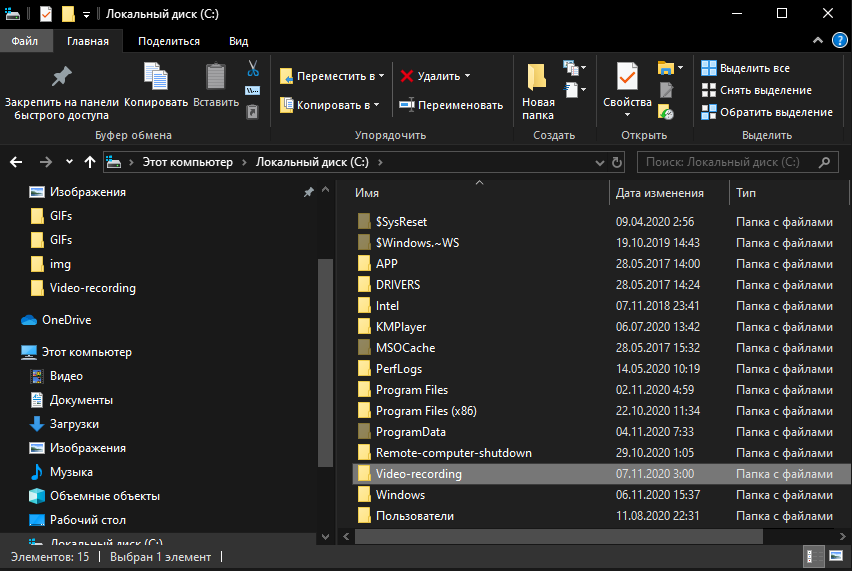 Локальный диск (C:)
Файл Главная Поделиться Вид
Закрепить на панели быстрого доступа
Копировать
Вставить
Буфер обмена
Переместить в
Копировать в
Удалить
Переименовать
Упорядочить
Новая папка
Создать
Свойства
Открыть
Выделить все
Снять выделение
Обратить выделение
Выделить
Этот компьютер Локальный диск (C:)
Поиск: Локальный диск (C:)
Изображения
GIFs
GIFs
img
Video-recording
OneDrive
Этот компьютер
Видео
Документы
Загрузки
Изображения
Музыка
Объемные объекты
Рабочий стол
Локальный диск (C:)
Имя Дата изменения Тип
$SysReset 09.04.2020 2:56 Папка с файлами
$Windows.~WS 19.10.2019 14:43 Папка с файлами
APP 28.05.2017 14:00 Папка с файлами
DRIVERS 28.05.2017 14:24 Папка с файлами
Intel 07.11.2018 23:41 Папка с файлами
KMPlayer 06.07.2020 13:42 Папка с файлами
MSOCache 28.05.2017 15:32 Папка с файлами
PerfLogs 14.05.2020 10:19 Папка с файлами
Program Files 02.11.2020 4:59 Папка с файлами
Program Files (x86) 22.10.2020 11:34 Папка с файлами
ProgramData 04.11.2020 7:33 Папка с файлами
Remote-computer-shutdown 29.10.2020 1:05 Папка с файлами
Video-recording 07.11.2020 3:00 Папка с файлами
Windows 06.11.2020 15:37 Папка с файлами
Пользователи 11.08.2020 22:31 Папка с файлами
Элементов: 15 Выбран 1 элемент